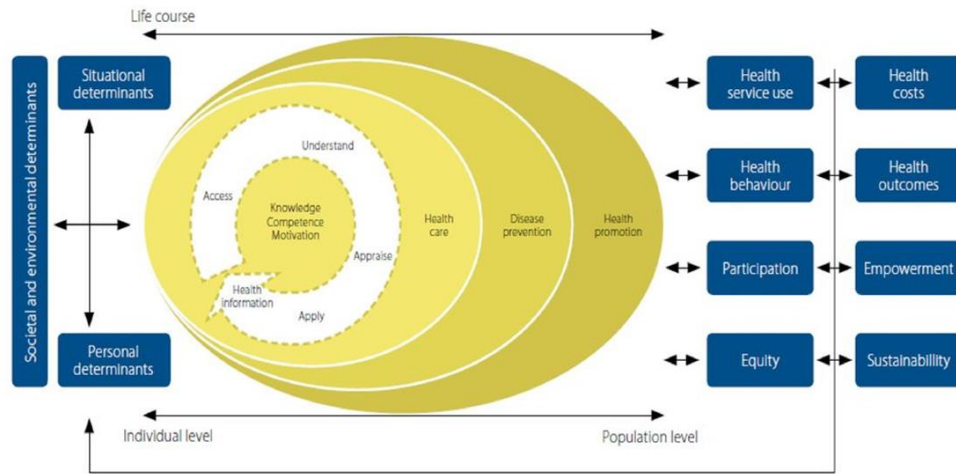 Life course
Societal and environmental determinants
Situational
determinants
Personal
determinants
Understand
Access
Knowledge
Competence
Motivation
Appraise
Health
information
Apply
Health
care
Disease
prevention
Health
promotion
Individual level
Population level
Health
service use
Health
costs
Health
behaviour
Health
outcomes
Participation
Empowerment
Equity
Sustainabillity